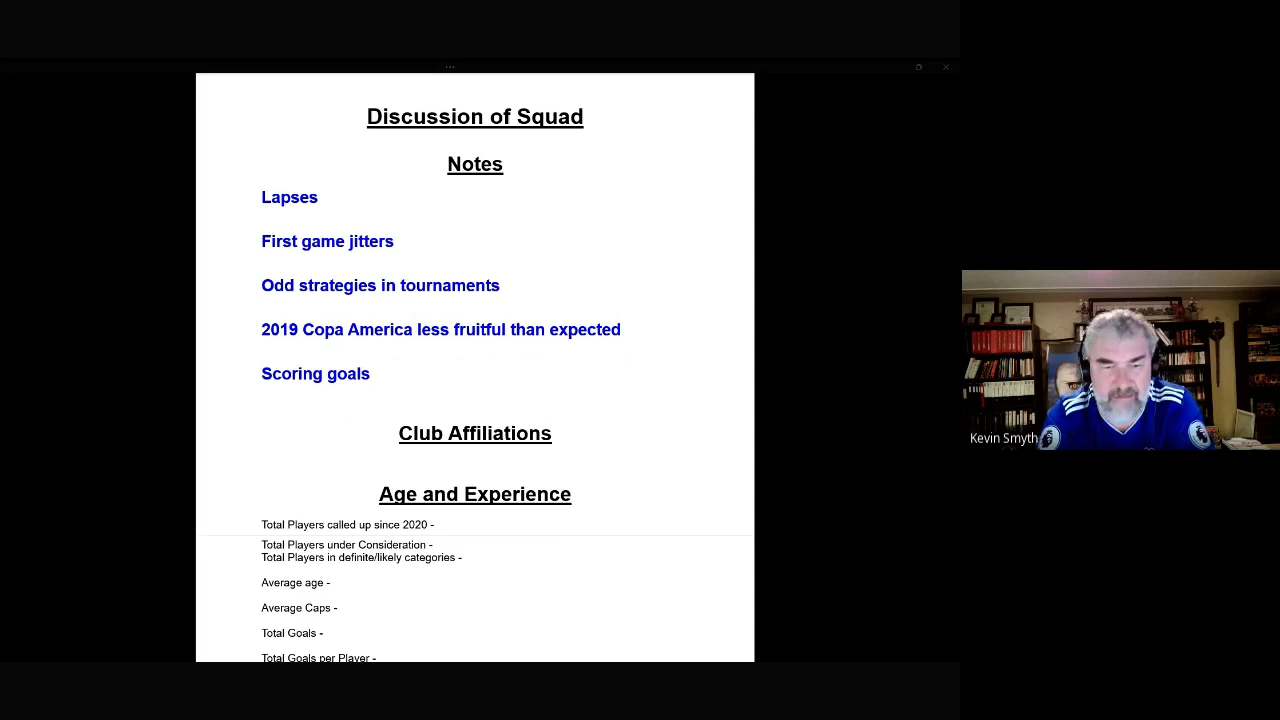 Discussion of Squad
Notes
Lapses
First game jitters
Odd strategies in tournaments
2019 Copa America less fruitful than expected
Scoring goals
Club Affiliations
Age and Experience
Total Players called up since 2020 -
Total Players under Consideration -
Total Players in definite/likely categories -
Average age -
Average Caps -
Total Goals -
Total Goals per Player -
Kevin Smyth